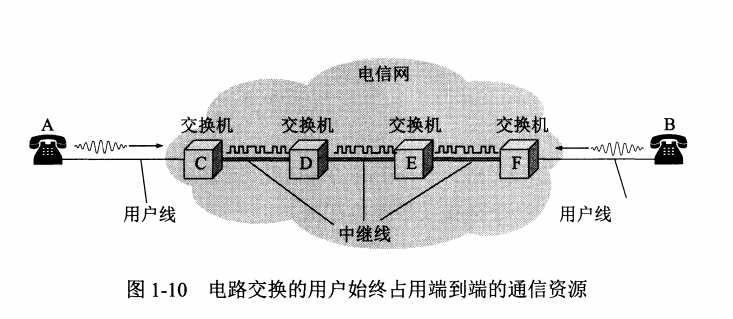 电信网
A
交换机
交换机
交换机
交换机
B
C
D
E
F
用户线
用户线
中继线
图 1-10 电路交换的用户始终占用端到端的通信资源